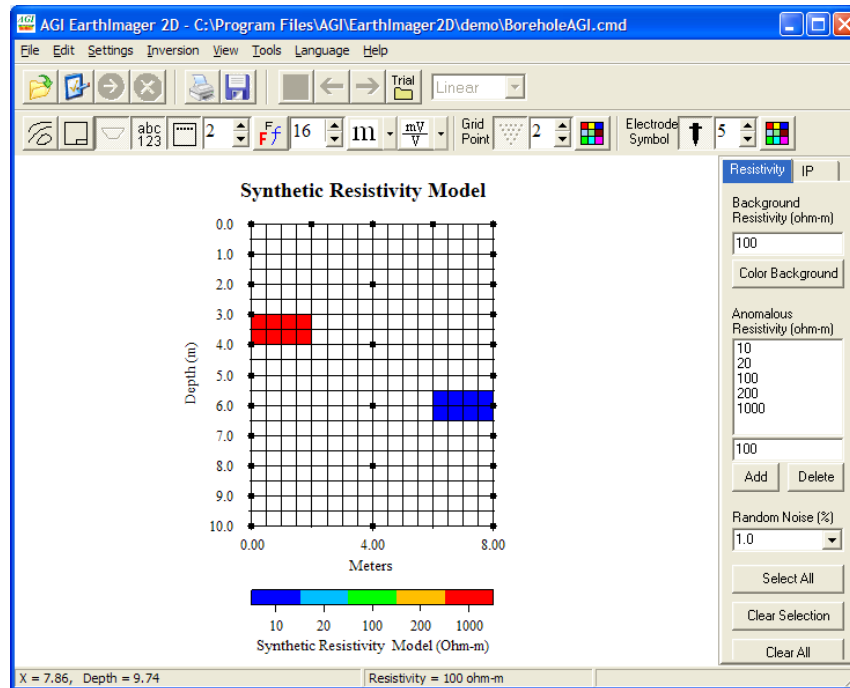 AGI EarthImager 2D - C:\Program Files\AGI\EarthImager2D\demo\BoreholeAGI.cmd
File Edit Settings Inversion View Tools Language Help
Trial
Linear
abc
123
2
F F f
16
m
mV
V
Grid
Point
2
Electrode
Symbol
5
Synthetic Resistivity Model
0.0
1.0
2.0
3.0
4.0
5.0
6.0
7.0
8.0
9.0
10.0
Depth (m)
0.00 4.00 8.00
Meters
10 20 100 200 1000
Synthetic Resistivity Model (Ohm-m)
Resistivity IP
Background
Resistivity (ohm-m)
100
Color Background
Anomalous
Resistivity (ohm-m)
10
20
100
200
1000
100
Add Delete
Random Noise (%)
1.0
Select All
Clear Selection
Clear All
X = 7.86, Depth = 9.74 Resistivity = 100 ohm-m